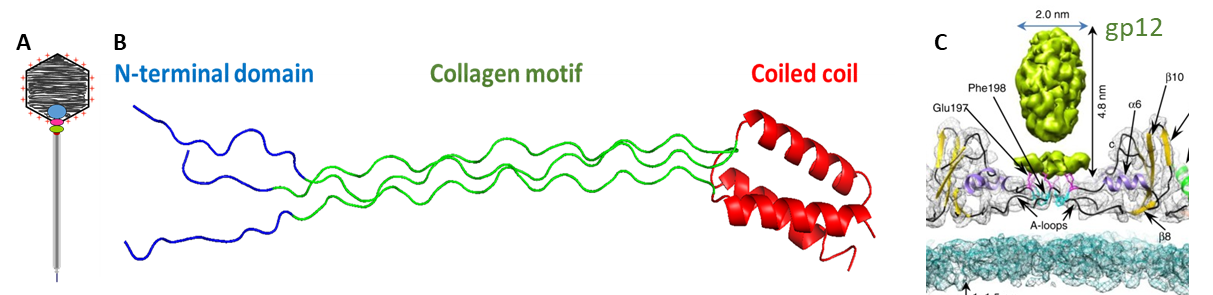 A
B
N-terminal domain
Collagen motif
Coiled coil
C
2.0 nm
gp12
Phe198
Glu197
4.8 nm
β10
α6
c
A-loops
β8